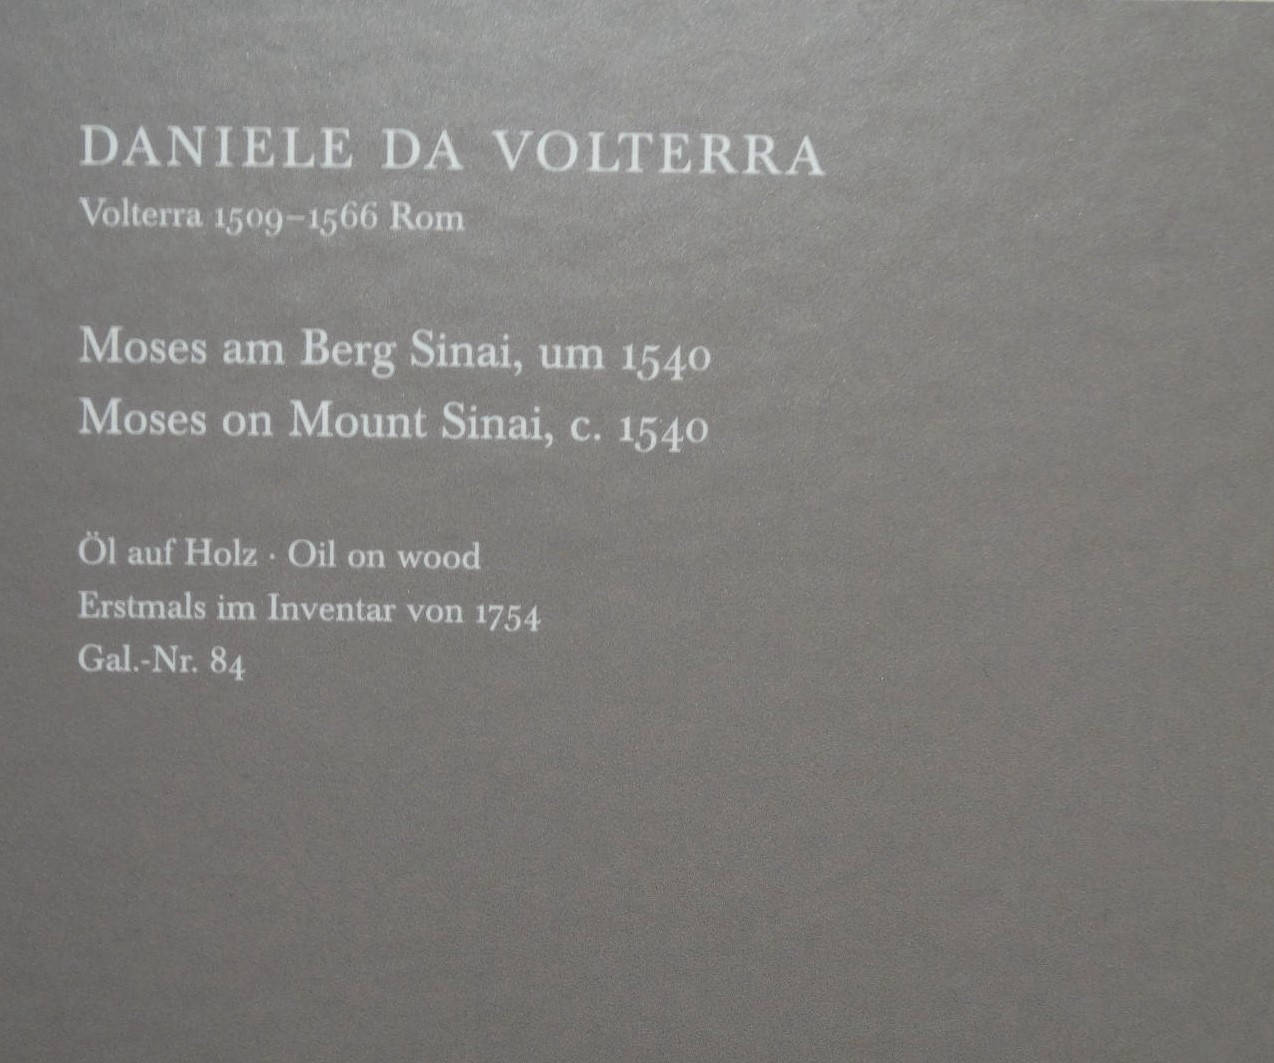 DANIELE DA VOLTERRA
Volterra 1509–1566 Rom
Moses am Berg Sinai, um 1540
Moses on Mount Sinai, c. 1540
Öl auf Holz · Oil on wood
Erstmals im Inventar von 1754
Gal.-Nr. 84